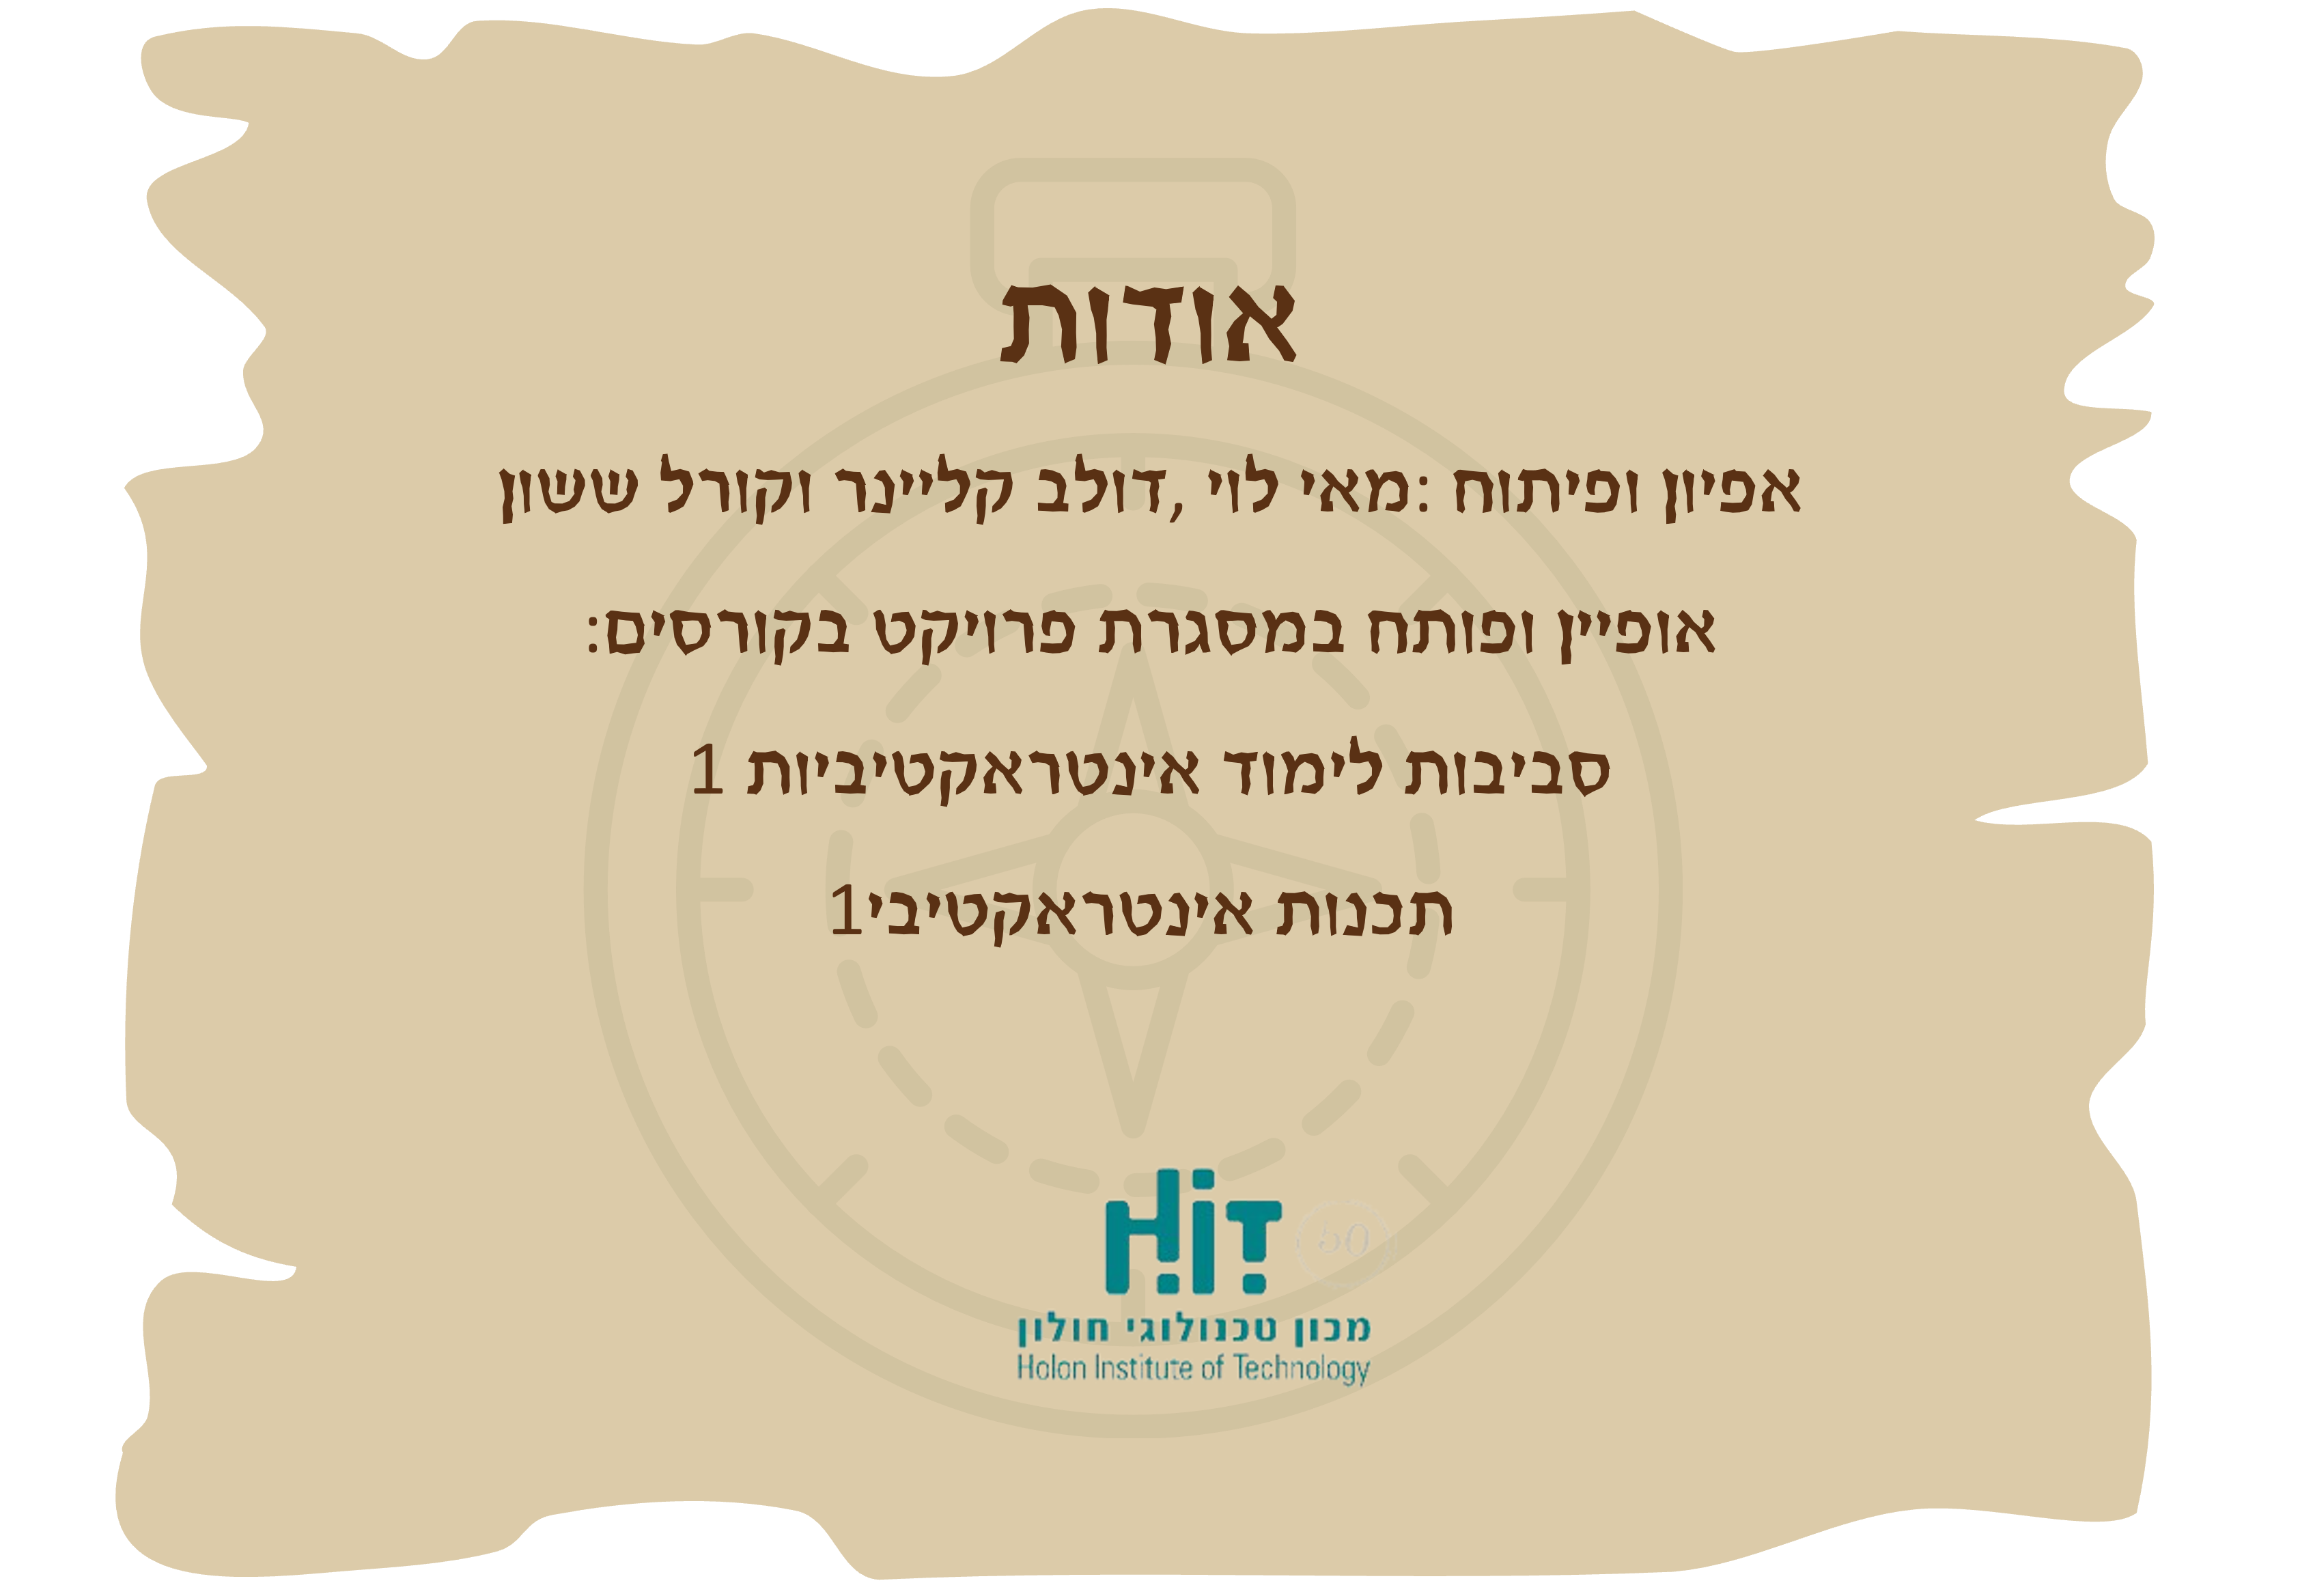 אודות
אפיון ופיתוח :מאי לוי ,דולב קליינר וקורל ששון
אופיין ופותח במסגרת פרויקט בקורסים:
סביבות לימוד אינטראקטיביות 1
תכנות אינטראקטיבי1
HiT
50
מכון טכנולוגי חולון
Holon Institute of Technology